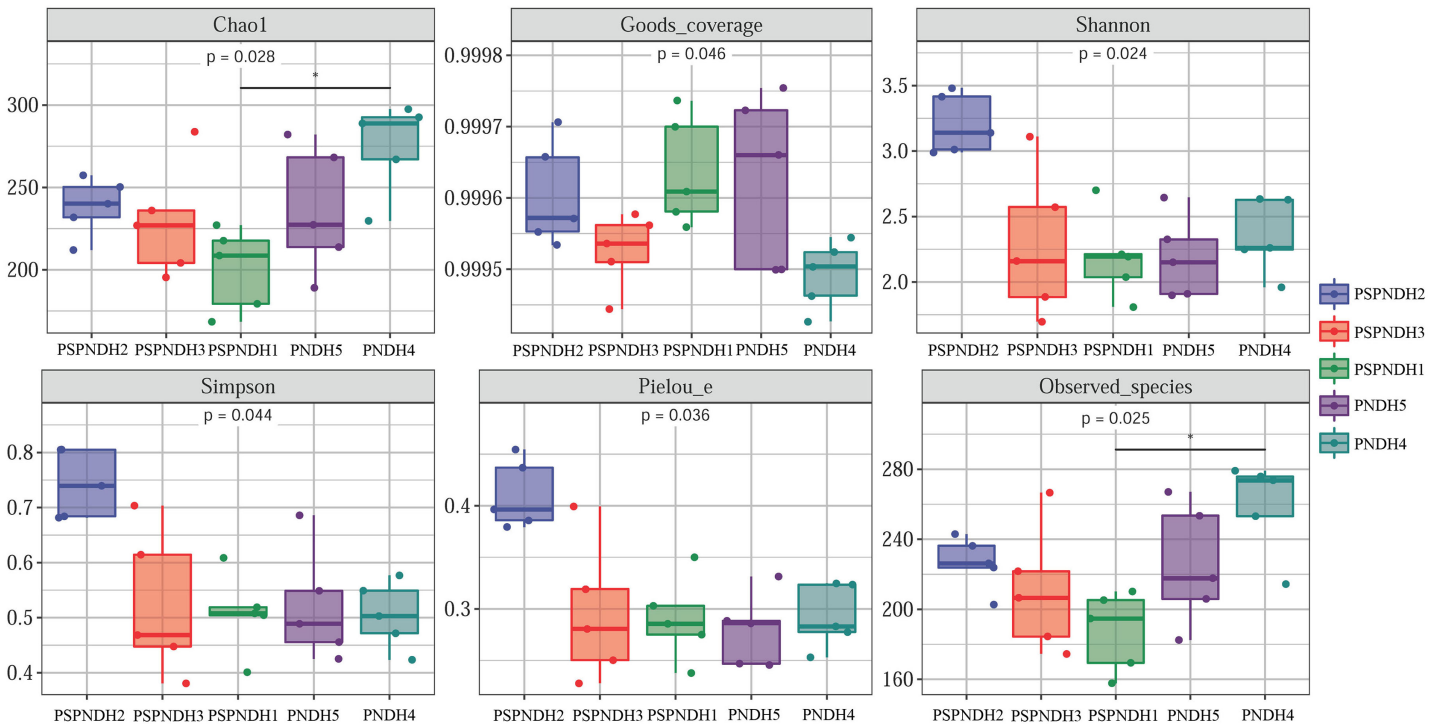 Chao1
p = 0.028
*
300
250
200
PSPNDH2 PSPNDH3 PSPNDH1 PNDH5 PNDH4
Goods_coverage
p = 0.046
0.9998
0.9997
0.9996
0.9995
PSPNDH2 PSPNDH3 PSPNDH1 PNDH5 PNDH4
Shannon
p = 0.024
3.5
3.0
2.5
2.0
PSPNDH2 PSPNDH3 PSPNDH1 PNDH5 PNDH4
Simpson
p = 0.044
0.8
0.7
0.6
0.5
0.4
PSPNDH2 PSPNDH3 PSPNDH1 PNDH5 PNDH4
Pielou_e
p = 0.036
0.4
0.3
PSPNDH2 PSPNDH3 PSPNDH1 PNDH5 PNDH4
Observed_species
p = 0.025
*
280
240
200
160
PSPNDH2 PSPNDH3 PSPNDH1 PNDH5 PNDH4
PSPNDH2
PSPNDH3
PSPNDH1
PNDH5
PNDH4